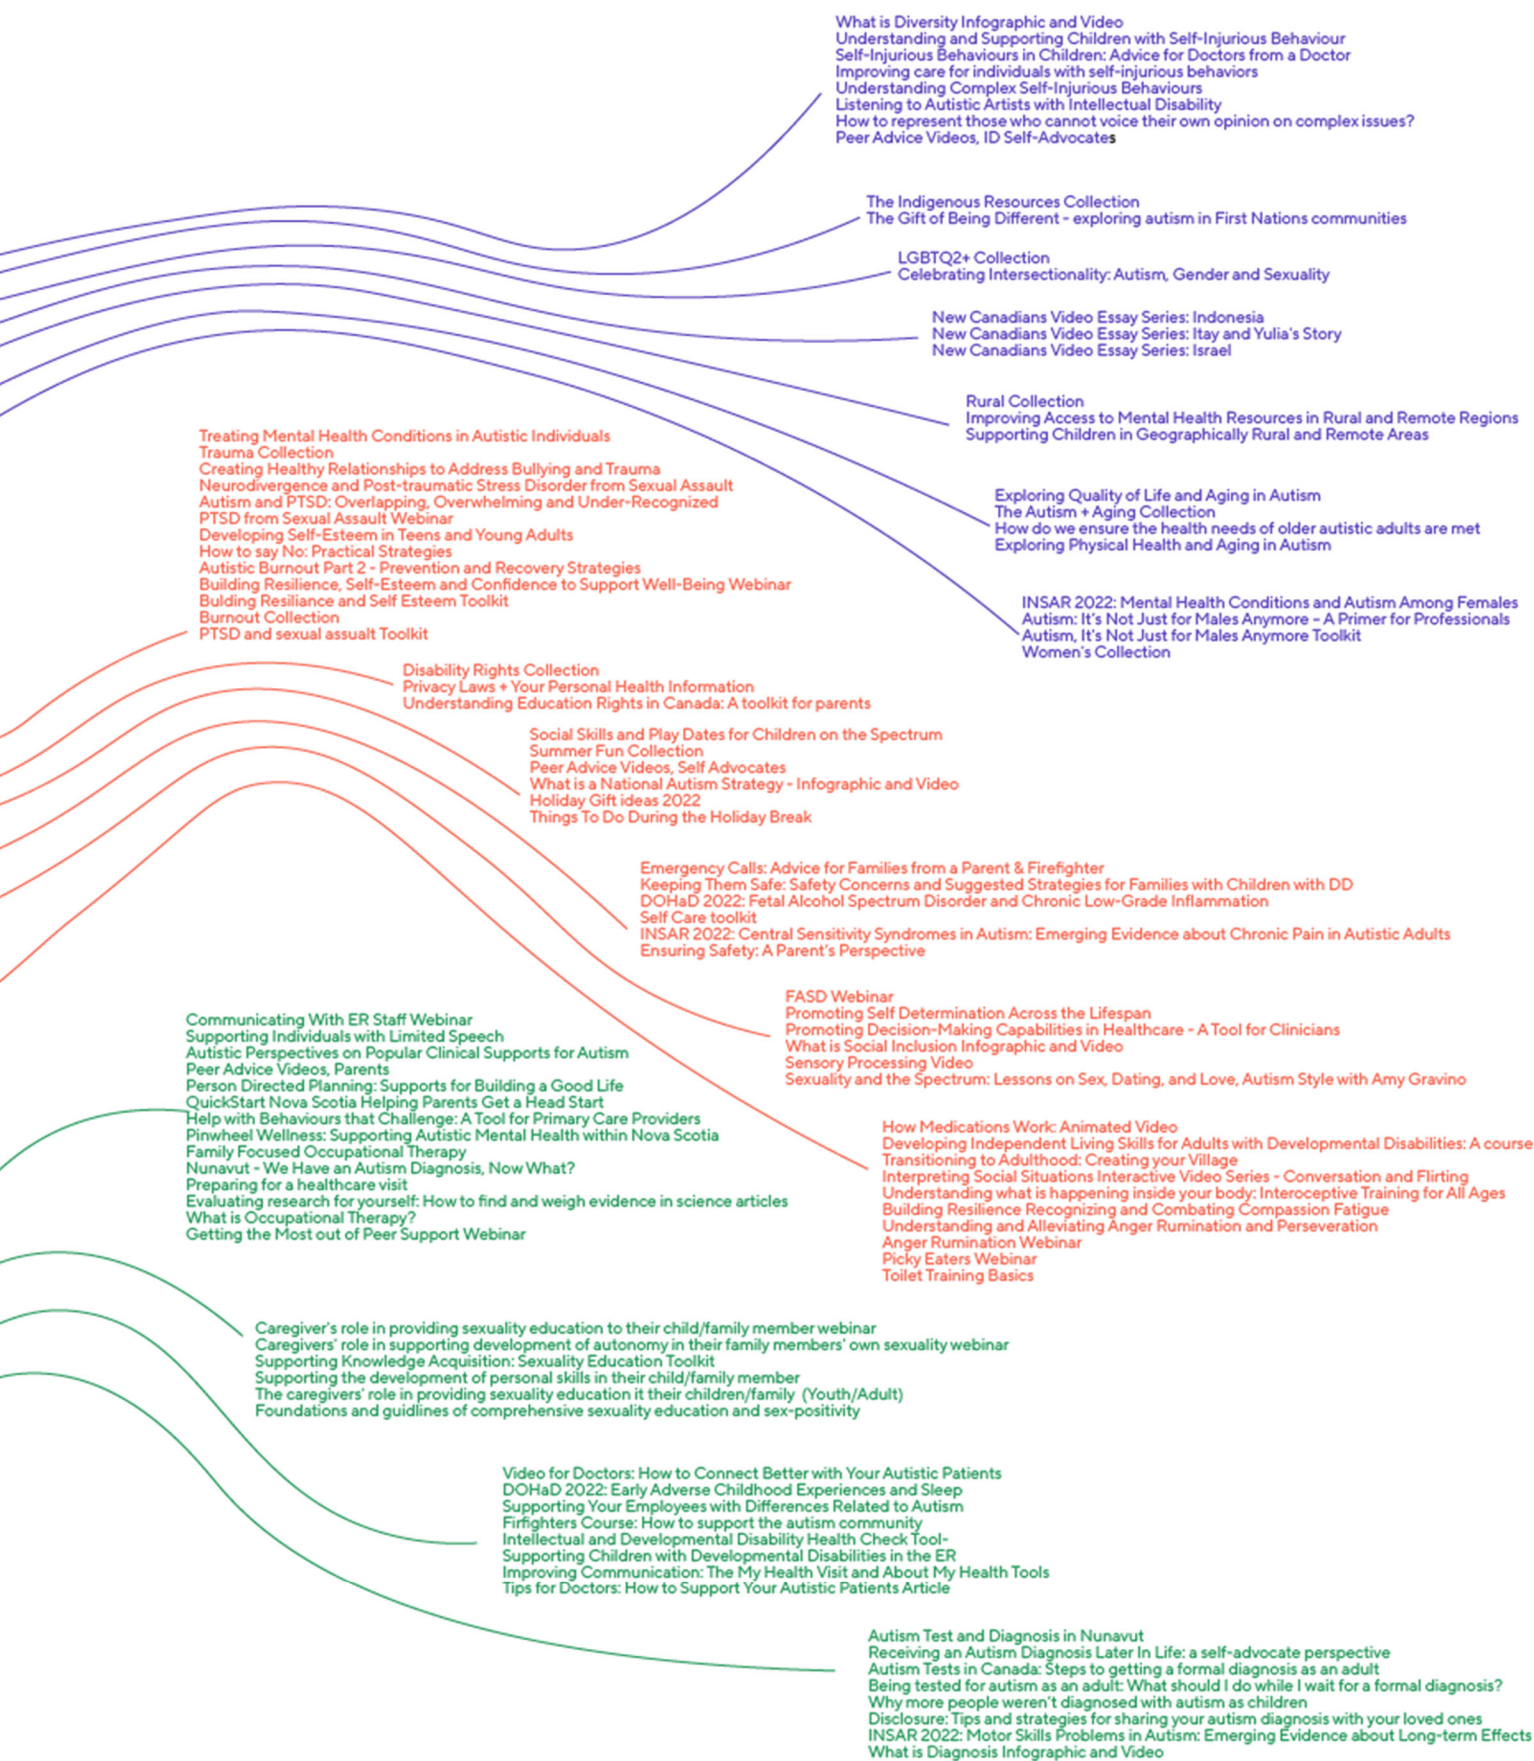 What is Diversity Infographic and Video
Understanding and Supporting Children with Self-Injurious Behaviour
Self-Injurious Behaviours in Children: Advice for Doctors from a Doctor
Improving care for individuals with self-injurious behaviors
Understanding Complex Self-Injurious Behaviours
Listening to Autistic Artists with Intellectual Disability
How to represent those who cannot voice their own opinion on complex issues?
Peer Advice Videos, ID Self-Advocates
The Indigenous Resources Collection
The Gift of Being Different - exploring autism in First Nations communities
LGBTQ2+ Collection
Celebrating Intersectionality: Autism, Gender and Sexuality
New Canadians Video Essay Series: Indonesia
New Canadians Video Essay Series: Itay and Yulia's Story
New Canadians Video Essay Series: Israel
Rural Collection
Improving Access to Mental Health Resources in Rural and Remote Regions
Supporting Children in Geographically Rural and Remote Areas
Exploring Quality of Life and Aging in Autism
The Autism + Aging Collection
How do we ensure the health needs of older autistic adults are met
Exploring Physical Health and Aging in Autism
INSAR 2022: Mental Health Conditions and Autism Among Females
Autism: It's Not Just for Males Anymore – A Primer for Professionals
Autism, It's Not Just for Males Anymore Toolkit
Women's Collection
Treating Mental Health Conditions in Autistic Individuals
Trauma Collection
Creating Healthy Relationships to Address Bullying and Trauma
Neurodivergence and Post-traumatic Stress Disorder from Sexual Assault
Autism and PTSD: Overlapping, Overwhelming and Under-Recognized
PTSD from Sexual Assault Webinar
Developing Self-Esteem in Teens and Young Adults
How to say No: Practical Strategies
Autistic Burnout Part 2 - Prevention and Recovery Strategies
Building Resilience, Self-Esteem and Confidence to Support Well-Being Webinar
Bulding Resiliance and Self Esteem Toolkit
Burnout Collection
PTSD and sexual assualt Toolkit
Disability Rights Collection
Privacy Laws + Your Personal Health Information
Understanding Education Rights in Canada: A toolkit for parents
Social Skills and Play Dates for Children on the Spectrum
Summer Fun Collection
Peer Advice Videos, Self Advocates
What is a National Autism Strategy - Infographic and Video
Holiday Gift ideas 2022
Things To Do During the Holiday Break
Emergency Calls: Advice for Families from a Parent & Firefighter
Keeping Them Safe: Safety Concerns and Suggested Strategies for Families with Children with DD
DOHaD 2022: Fetal Alcohol Spectrum Disorder and Chronic Low-Grade Inflammation
Self Care toolkit
INSAR 2022: Central Sensitivity Syndromes in Autism: Emerging Evidence about Chronic Pain in Autistic Adults
Ensuring Safety: A Parent's Perspective
FASD Webinar
Promoting Self Determination Across the Lifespan
Promoting Decision-Making Capabilities in Healthcare - A Tool for Clinicians
What is Social Inclusion Infographic and Video
Sensory Processing Video
Sexuality and the Spectrum: Lessons on Sex, Dating, and Love, Autism Style with Amy Gravino
How Medications Work: Animated Video
Developing Independent Living Skills for Adults with Developmental Disabilities: A course
Transitioning to Adulthood: Creating your Village
Interpreting Social Situations Interactive Video Series - Conversation and Flirting
Understanding what is happening inside your body: Interoceptive Training for All Ages
Building Resilience Recognizing and Combating Compassion Fatigue
Understanding and Alleviating Anger Rumination and Perseveration
Anger Rumination Webinar
Picky Eaters Webinar
Toilet Training Basics
Communicating With ER Staff Webinar
Supporting Individuals with Limited Speech
Autistic Perspectives on Popular Clinical Supports for Autism
Peer Advice Videos, Parents
Person Directed Planning: Supports for Building a Good Life
QuickStart Nova Scotia Helping Parents Get a Head Start
Help with Behaviours that Challenge: A Tool for Primary Care Providers
Pinwheel Wellness: Supporting Autistic Mental Health within Nova Scotia
Family Focused Occupational Therapy
Nunavut - We Have an Autism Diagnosis, Now What?
Preparing for a healthcare visit
Evaluating research for yourself: How to find and weigh evidence in science articles
What is Occupational Therapy?
Getting the Most out of Peer Support Webinar
Caregiver's role in providing sexuality education to their child/family member webinar
Caregivers' role in supporting development of autonomy in their family members' own sexuality webinar
Supporting Knowledge Acquisition: Sexuality Education Toolkit
Supporting the development of personal skills in their child/family member
The caregivers' role in providing sexuality education it their children/family (Youth/Adult)
Foundations and guidlines of comprehensive sexuality education and sex-positivity
Video for Doctors: How to Connect Better with Your Autistic Patients
DOHaD 2022: Early Adverse Childhood Experiences and Sleep
Supporting Your Employees with Differences Related to Autism
Firfighters Course: How to support the autism community
Intellectual and Developmental Disability Health Check Tool-
Supporting Children with Developmental Disabilities in the ER
Improving Communication: The My Health Visit and About My Health Tools
Tips for Doctors: How to Support Your Autistic Patients Article
Autism Test and Diagnosis in Nunavut
Receiving an Autism Diagnosis Later In Life: a self-advocate perspective
Autism Tests in Canada: Steps to getting a formal diagnosis as an adult
Being tested for autism as an adult: What should I do while I wait for a formal diagnosis?
Why more people weren't diagnosed with autism as children
Disclosure: Tips and strategies for sharing your autism diagnosis with your loved ones
INSAR 2022: Motor Skills Problems in Autism: Emerging Evidence about Long-term Effects
What is Diagnosis Infographic and Video